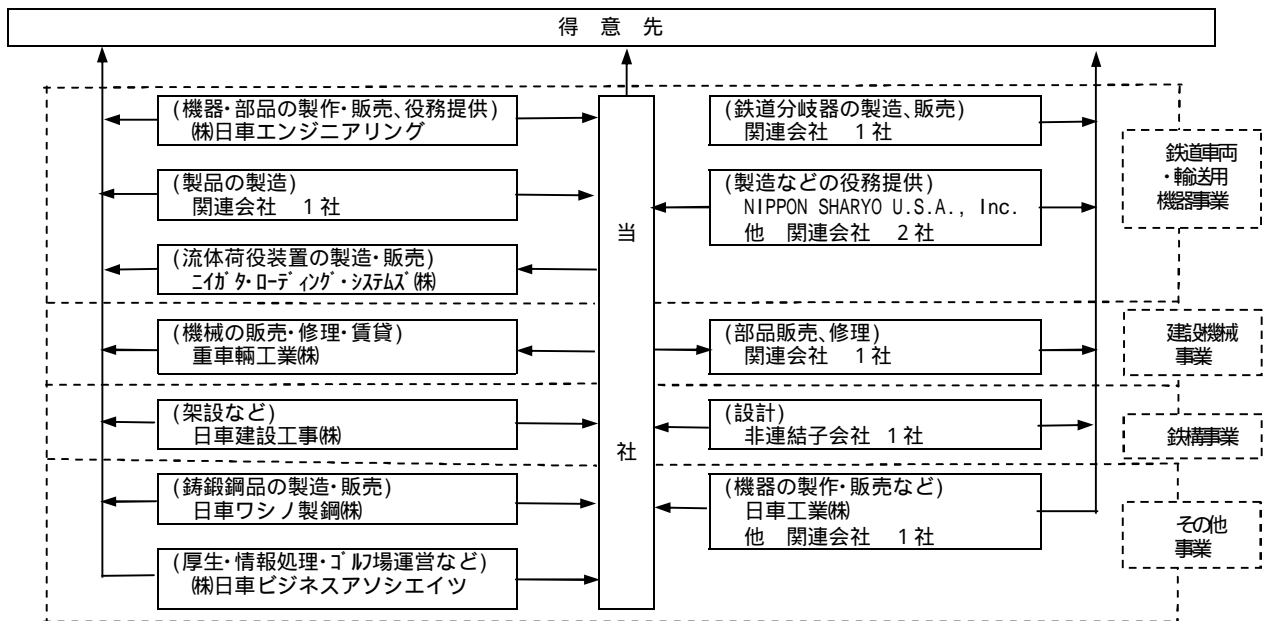 得 意 先
(機器・部品の製作・販売、役務提供)
㈱日車エンジニアリング
(製品の製造)
関連会社 1社
(流体荷役装置の製造・販売)
ニイガタ・ローディング・システムズ㈱
(機械の販売・修理・賃貸)
重車輛工業㈱
(架設など)
日車建設工事㈱
(鋳鍛鋼品の製造・販売)
日車ワシノ製鋼㈱
(厚生・情報処理・ゴルフ場運営など)
㈱日車ビジネスアソシエイツ
当
社
(鉄道分岐器の製造、販売)
関連会社 1社
(製造などの役務提供)
NIPPON SHARYO U.S.A., Inc.
他 関連会社 2社
(部品販売、修理)
関連会社 1社
(設計)
非連結子会社 1社
(機器の製作・販売など)
日車工業㈱
他 関連会社 1社
鉄道車両
・輸送用
機器事業
建設機械
事業
鉄構事業
その他
事業